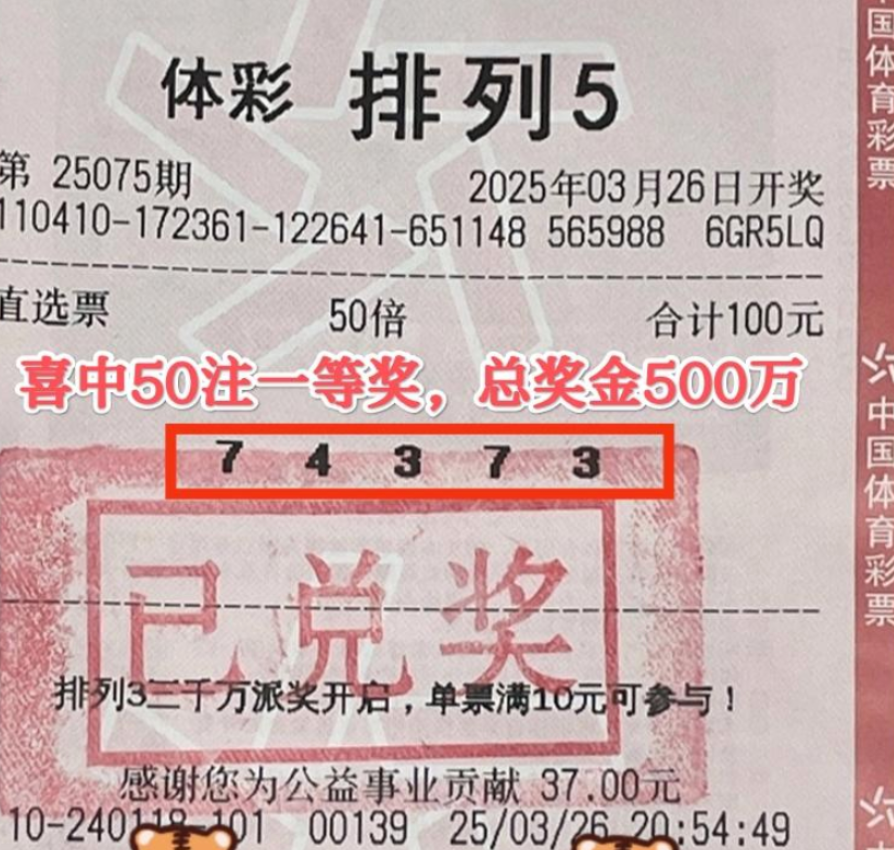 体彩 排列5
第 25075期 2025年03月26日开奖
110410-172361-122641-651148 565988 6GR5LQ
直选票 50倍 合计100元
喜中50注一等奖，总奖金500万
7 4 3 7 3
已兑奖
排列3三千万派奖开启，单票满10元可参与！
感谢您为公益事业贡献 37.00元
10-240118-101 00139 25/03/26 20:54:49
中国体育彩票
中国体育彩票